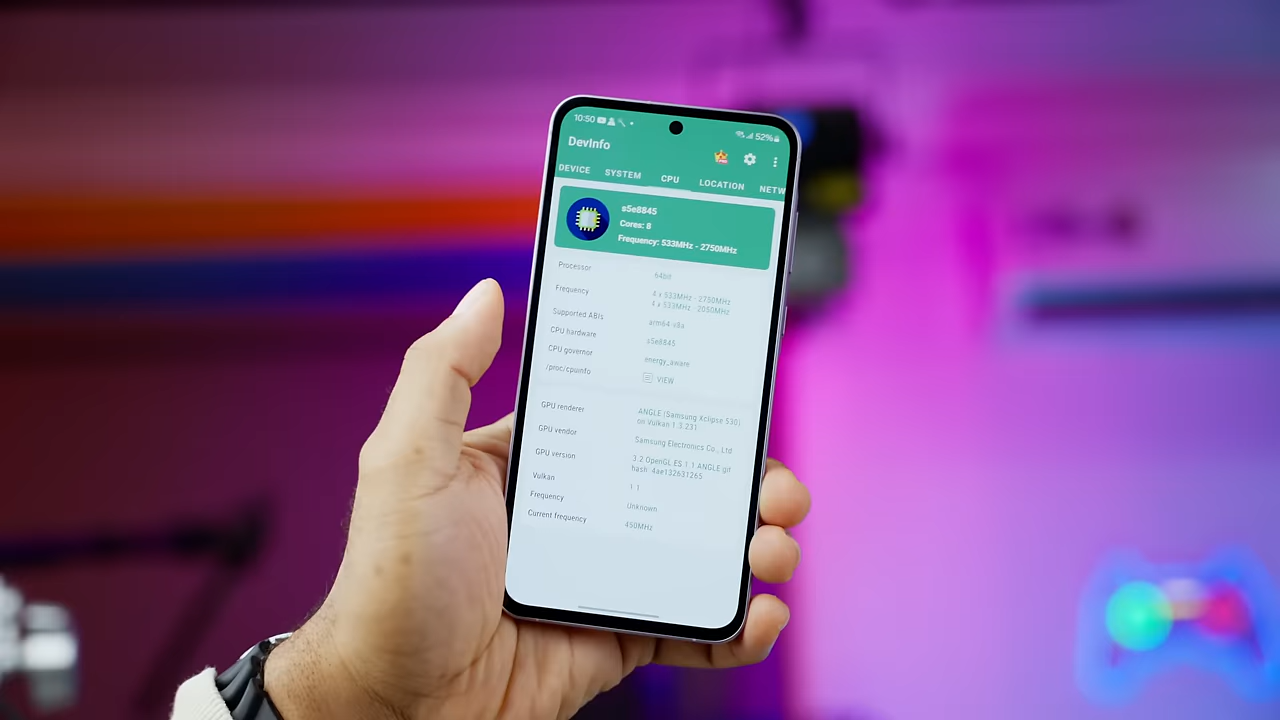 10:50
52%
DevInfo
DEVICE SYSTEM CPU LOCATION NETW
s5e8845
Cores: 8
Frequency: 533MHz - 2750MHz
Processor 64bit
Frequency 4 x 533MHz - 2750MHz
4 x 533MHz - 2050MHz
Supported ABIs arm64-v8a
CPU hardware s5e8845
CPU governor energy_aware
/proc/cpuinfo VIEW
GPU renderer ANGLE (Samsung Xclipse 530)
on Vulkan 1.3.231
GPU vendor Samsung Electronics Co., Ltd
GPU version 3.2 OpenGL ES 1.1 ANGLE git
hash: 4ae132631265
Vulkan 1.1
Frequency Unknown
Current frequency 450MHz